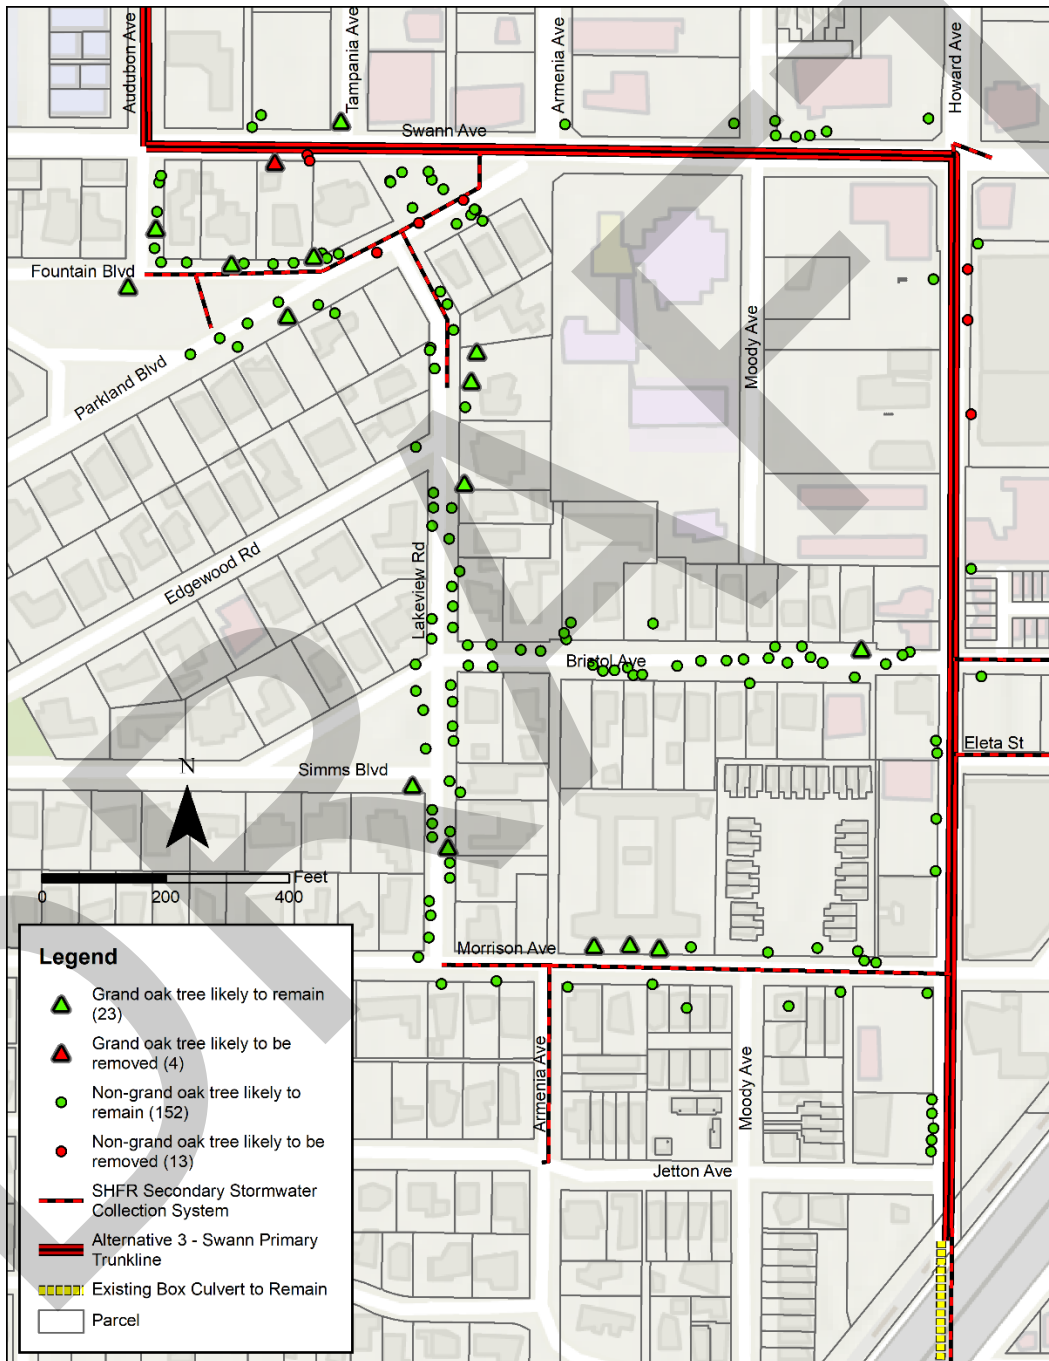 Audubon Ave
Tampania Ave
Armenia Ave
Howard Ave
Swann Ave
Fountain Blvd
Parkland Blvd
Moody Ave
Edgewood Rd
Lakeview Rd
Bristol Ave
Eleta St
Simms Blvd
N
Feet
0 200 400
Morrison Ave
Armenia Ave
Moody Ave
Jetton Ave
Legend
Grand oak tree likely to remain
(23)
Grand oak tree likely to be
removed (4)
Non-grand oak tree likely to
remain (152)
Non-grand oak tree likely to be
removed (13)
SHFR Secondary Stormwater
Collection System
Alternative 3 - Swann Primary
Trunkline
Existing Box Culvert to Remain
Parcel
DRAFT